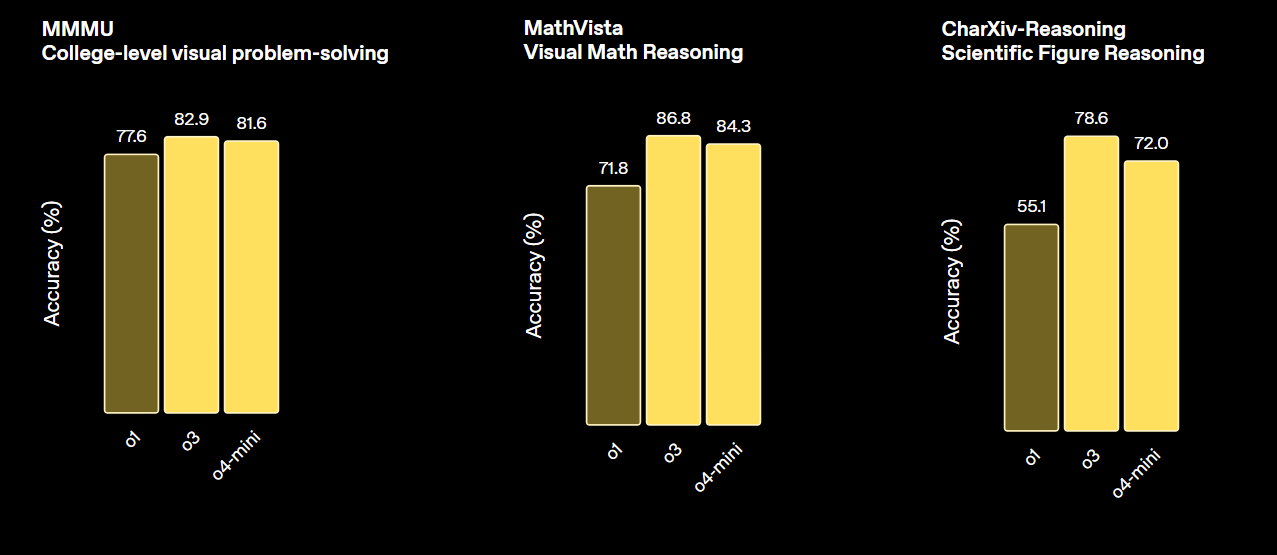 MMMU
College-level visual problem-solving
77.6
82.9
81.6
Accuracy (%)
o1
o3
o4-mini
MathVista
Visual Math Reasoning
71.8
86.8
84.3
Accuracy (%)
o1
o3
o4-mini
CharXiv-Reasoning
Scientific Figure Reasoning
55.1
78.6
72.0
Accuracy (%)
o1
o3
o4-mini